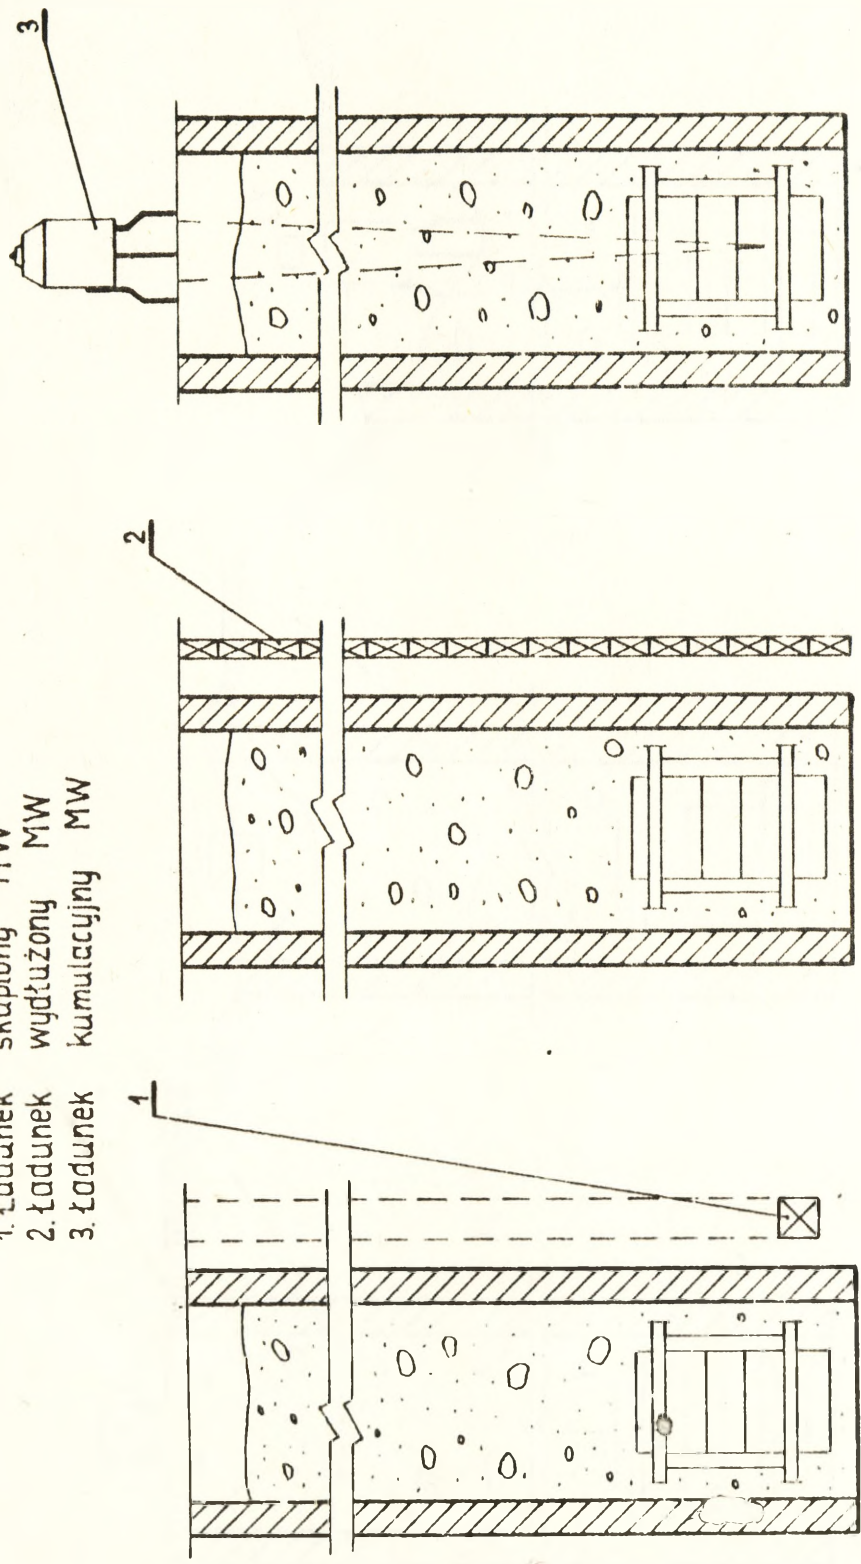 1. Ładunek skupiony MW
2. Ładunek wydłużony MW
3. Ładunek kumulacyjny MW
1
2
3